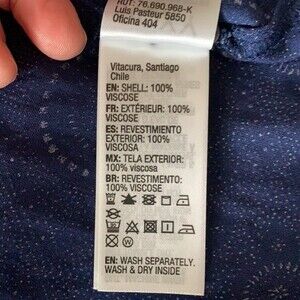 RUT: 76.690.968-K
Luis Pasteur 5850
Oficina 404
Vitacura, Santiago
Chile
EN: SHELL: 100%
VISCOSE
FR: EXTÉRIEUR: 100%
VISCOSE
ES: REVESTIMIENTO
EXTERIOR: 100%
VISCOSA
MX: TELA EXTERIOR:
100% viscosa
BR: REVESTIMENTO:
100% VISCOSE
EN: WASH SEPARATELY.
WASH & DRY INSIDE